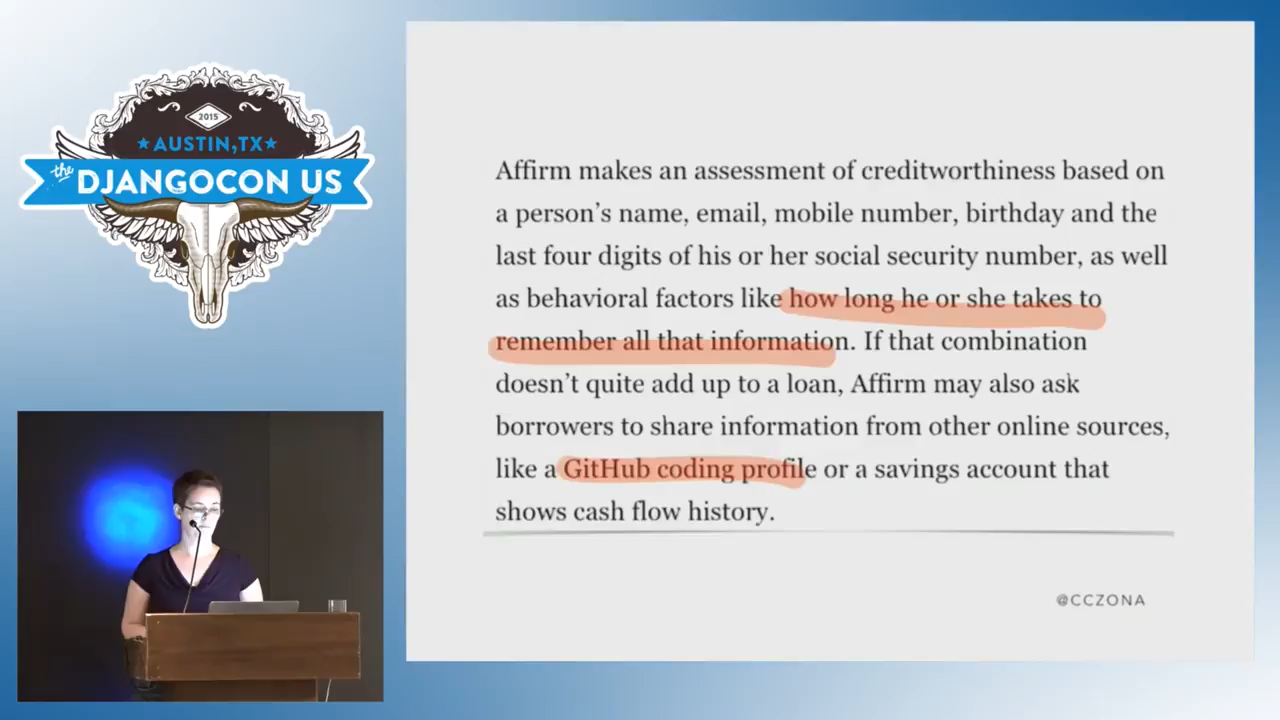 2015
★AUSTIN,TX★
the
DJANGOCON US
Affirm makes an assessment of creditworthiness based on
a person's name, email, mobile number, birthday and the
last four digits of his or her social security number, as well
as behavioral factors like how long he or she takes to
remember all that information. If that combination
doesn't quite add up to a loan, Affirm may also ask
borrowers to share information from other online sources,
like a GitHub coding profile or a savings account that
shows cash flow history.
@CCZONA